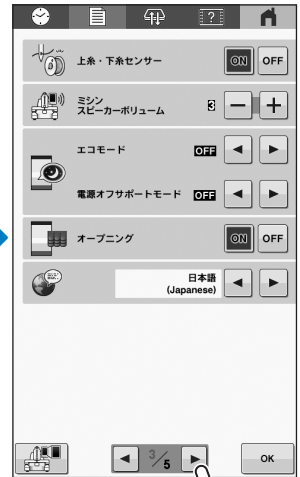 ?
上糸・下糸センサー
ON OFF
ミシン
スピーカーボリューム
3 − +
エコモード
OFF
電源オフサポートモード
OFF
オープニング
ON OFF
日本語
(Japanese)
3/5
OK